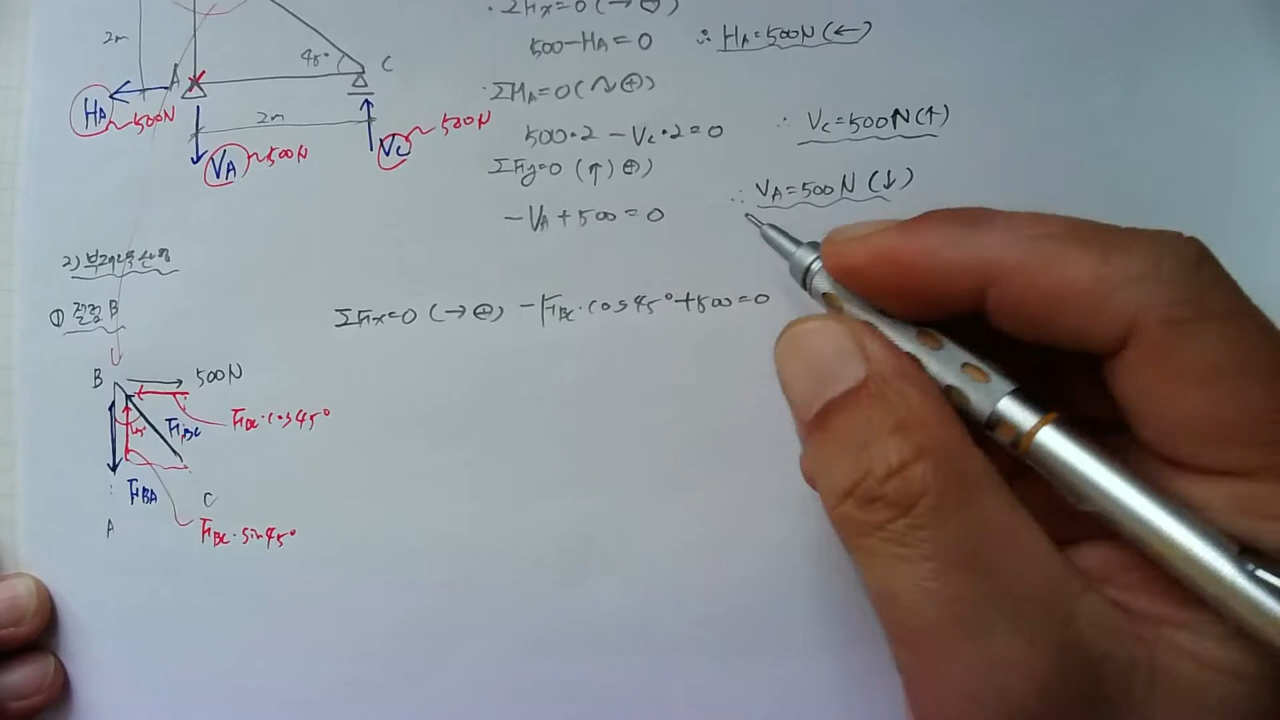 ΣFx=0 (→ ⊕)
500-HA=0 ∴ HA=500N(←)
2m
45°
A
C
ΣMA=0 (↷ ⊕)
HA 500N
2m
VC 500N
500·2 - VC·2=0 ∴ VC=500N(↑)
VA 500N
ΣFy=0 (↑) ⊕)
∴ VA=500N (↓)
-VA+500=0
2) 부재력 산정
① 절점 B
ΣFx=0 (→ ⊕) -FBC·cos45°+500=0
B
500N
45°
FBC
FBC·cos45°
FBA
C
A
FBC·sin45°